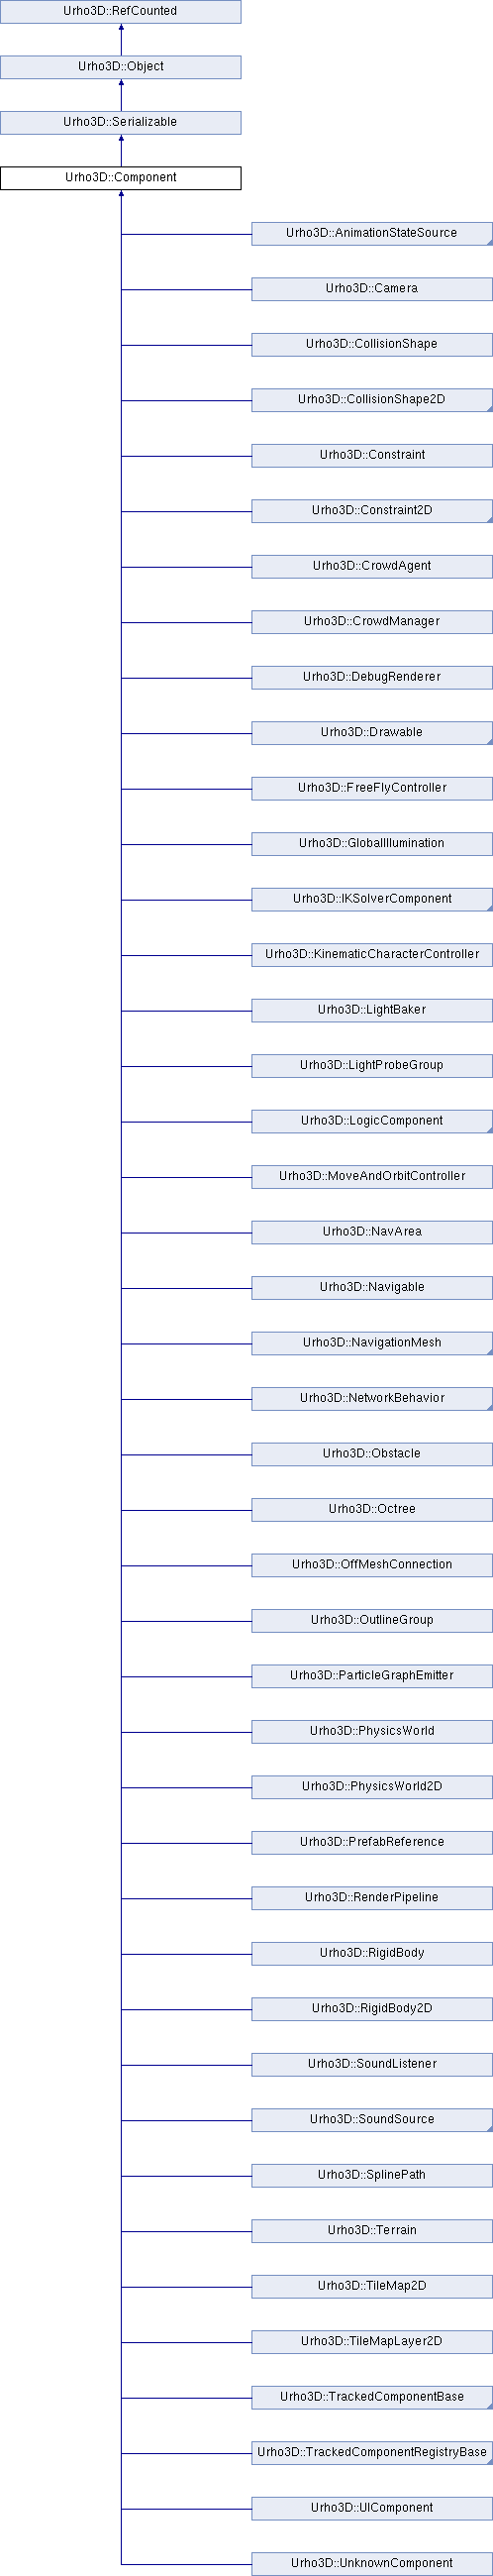 Urho3D::RefCounted
Urho3D::Object
Urho3D::Serializable
Urho3D::Component
Urho3D::AnimationStateSource
Urho3D::Camera
Urho3D::CollisionShape
Urho3D::CollisionShape2D
Urho3D::Constraint
Urho3D::Constraint2D
Urho3D::CrowdAgent
Urho3D::CrowdManager
Urho3D::DebugRenderer
Urho3D::Drawable
Urho3D::FreeFlyController
Urho3D::GlobalIllumination
Urho3D::IKSolverComponent
Urho3D::KinematicCharacterController
Urho3D::LightBaker
Urho3D::LightProbeGroup
Urho3D::LogicComponent
Urho3D::MoveAndOrbitController
Urho3D::NavArea
Urho3D::Navigable
Urho3D::NavigationMesh
Urho3D::NetworkBehavior
Urho3D::Obstacle
Urho3D::Octree
Urho3D::OffMeshConnection
Urho3D::OutlineGroup
Urho3D::ParticleGraphEmitter
Urho3D::PhysicsWorld
Urho3D::PhysicsWorld2D
Urho3D::PrefabReference
Urho3D::RenderPipeline
Urho3D::RigidBody
Urho3D::RigidBody2D
Urho3D::SoundListener
Urho3D::SoundSource
Urho3D::SplinePath
Urho3D::Terrain
Urho3D::TileMap2D
Urho3D::TileMapLayer2D
Urho3D::TrackedComponentBase
Urho3D::TrackedComponentRegistryBase
Urho3D::UIComponent
Urho3D::UnknownComponent